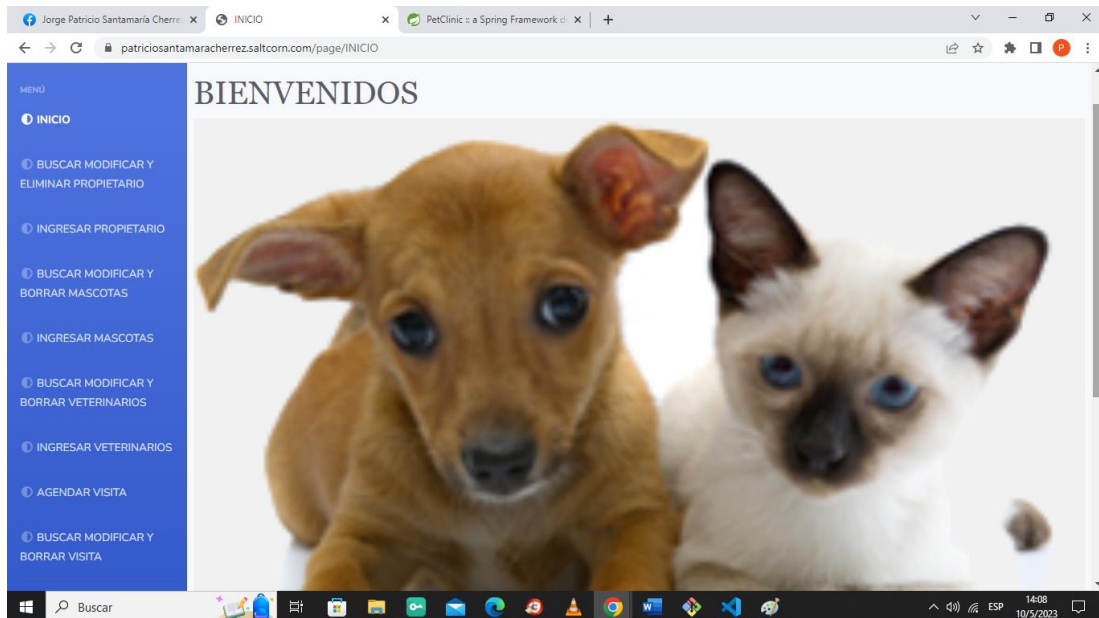 Jorge Patricio Santamaría Cherre
INICIO
PetClinic :: a Spring Framework d
patriciosantamaracherrez.saltcorn.com/page/INICIO
P
MENÚ
INICIO
BUSCAR MODIFICAR Y
ELIMINAR PROPIETARIO
INGRESAR PROPIETARIO
BUSCAR MODIFICAR Y
BORRAR MASCOTAS
INGRESAR MASCOTAS
BUSCAR MODIFICAR Y
BORRAR VETERINARIOS
INGRESAR VETERINARIOS
AGENDAR VISITA
BUSCAR MODIFICAR Y
BORRAR VISITA
BIENVENIDOS
Buscar
ESP
14:08
10/5/2023